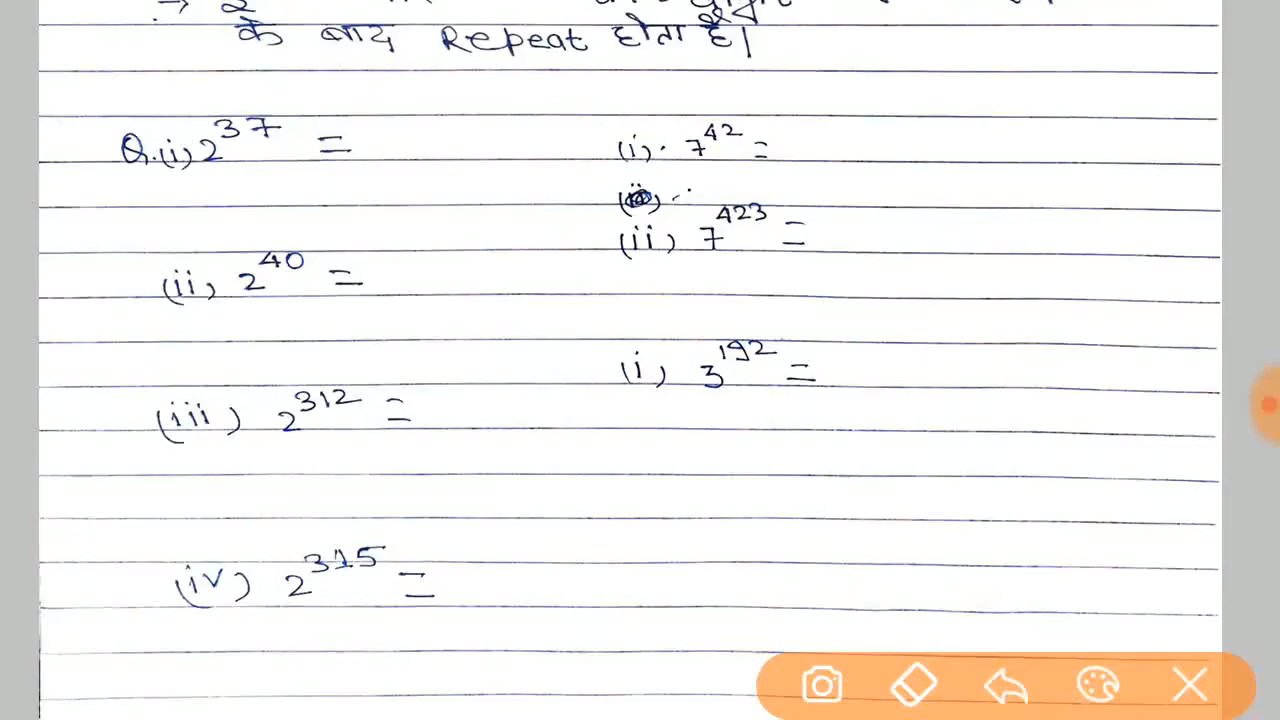 → 2
के बाद Repeat होता है।
Q.(i) 2^37 =
(ii) 2^40 =
(iii) 2^312 =
(iv) 2^315 =
(i). 7^42 =
(ii) 7^423 =
(i) 3^192 =